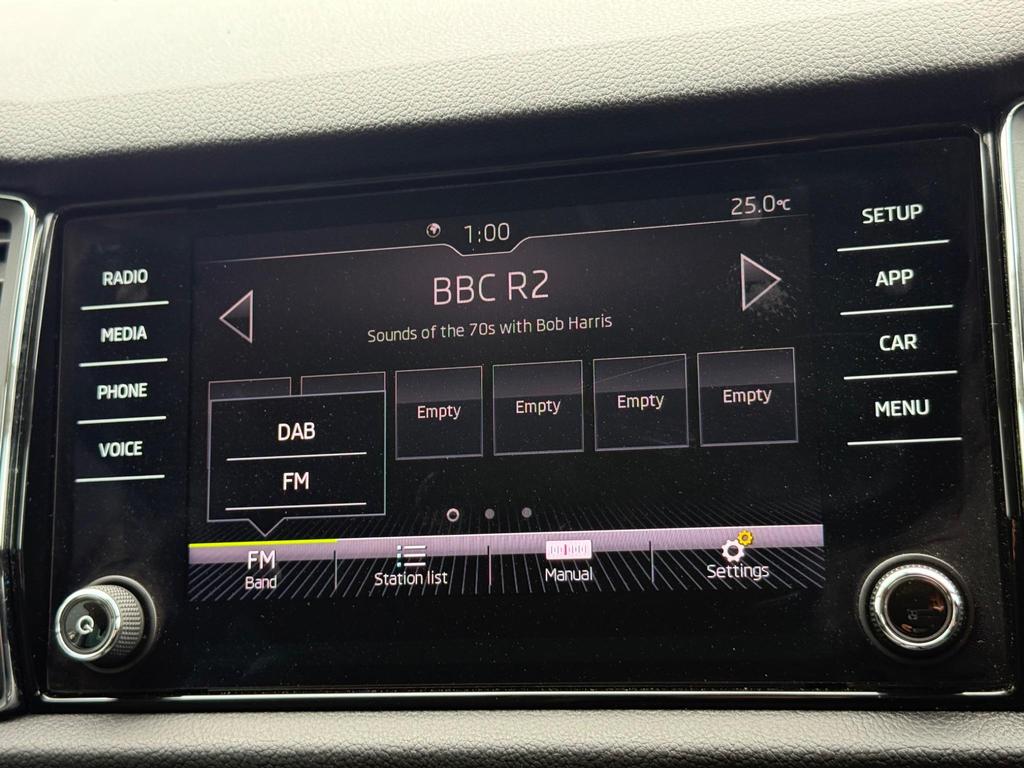 25.0°C
1:00
BBC R2
Sounds of the 70s with Bob Harris
RADIO
MEDIA
PHONE
VOICE
SETUP
APP
CAR
MENU
Empty
Empty
Empty
Empty
DAB
FM
FM
Band
Station list
Manual
Settings